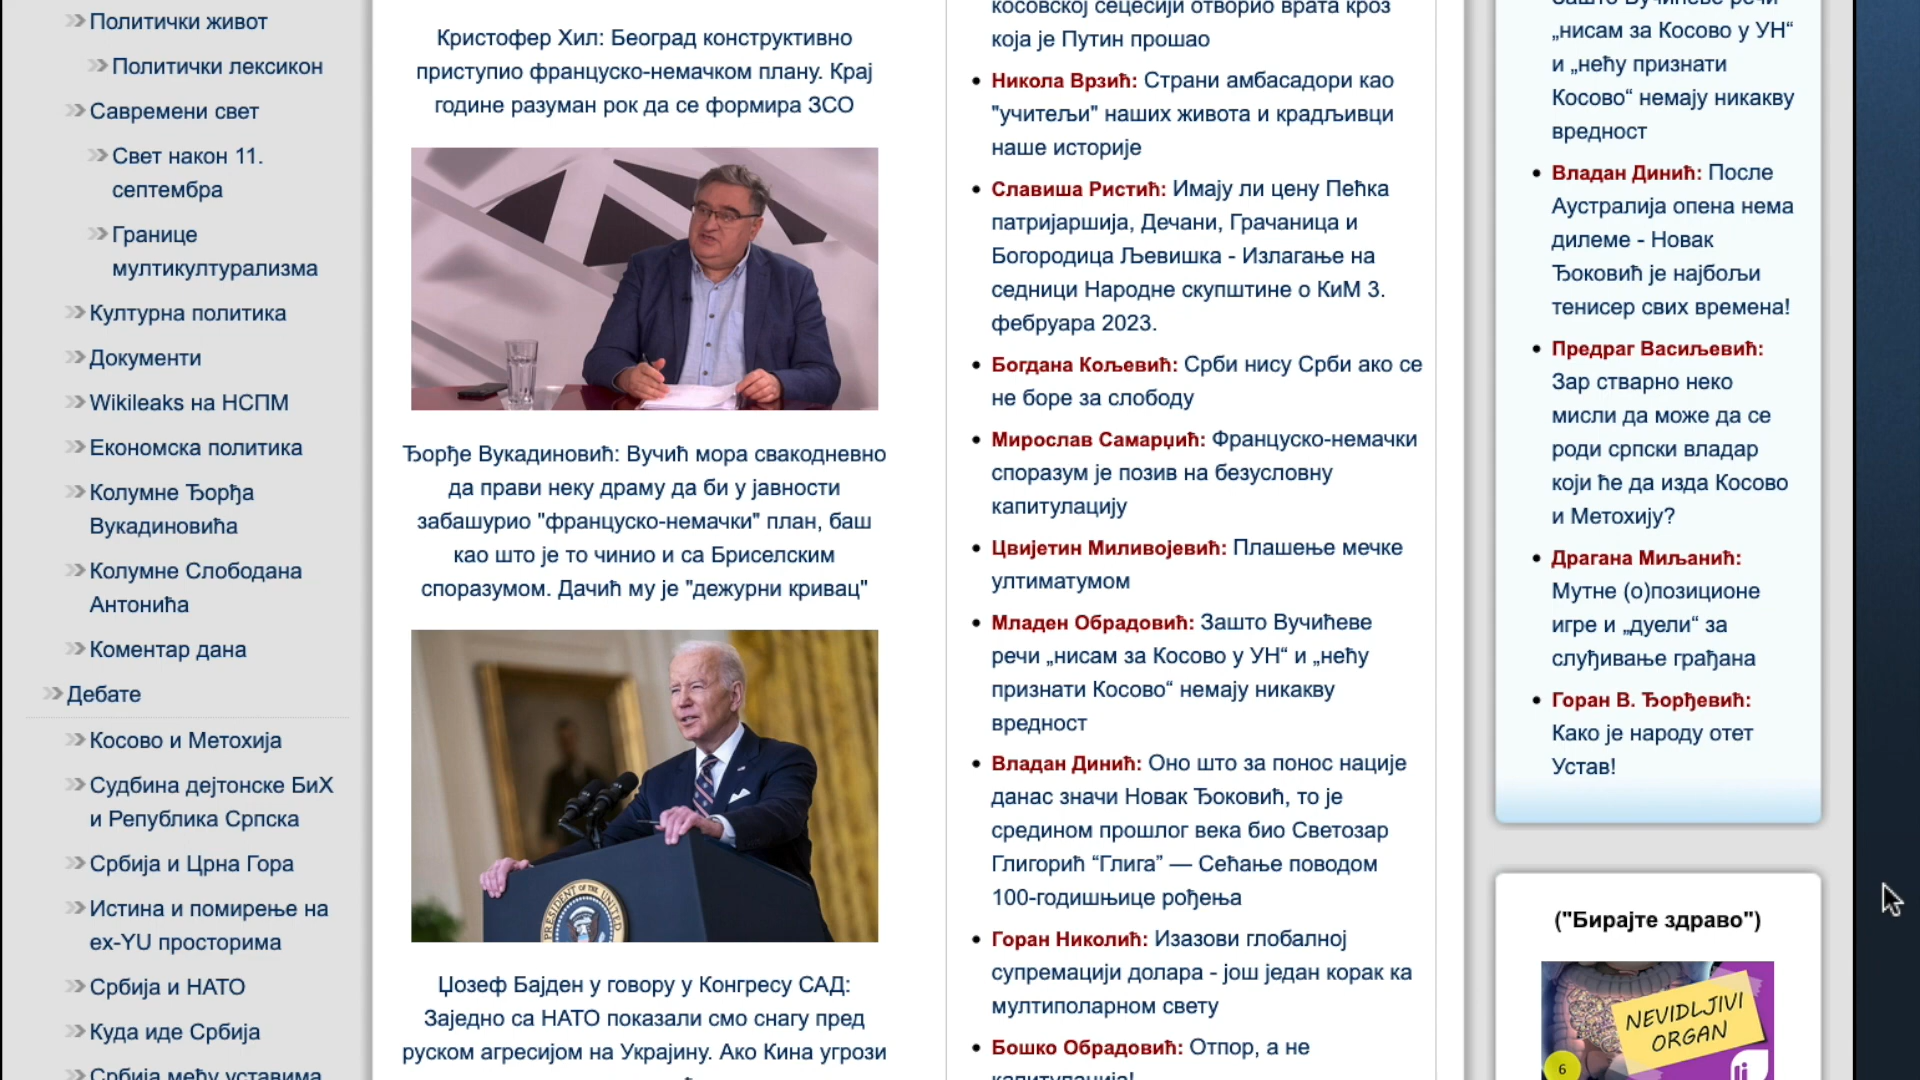 Политички живот
Политички лексикон
Савремени свет
Свет након 11.
септембра
Границе
мултикултурализма
Културна политика
Документи
Wikileaks на НСПМ
Економска политика
Колумне Ђорђа
Вукадиновића
Колумне Слободана
Антонића
Коментар дана
Дебате
Косово и Метохија
Судбина дејтонске БиХ
и Република Српска
Србија и Црна Гора
Истина и помирење на
ex-YU просторима
Србија и НАТО
Куда иде Србија
Србија међу уставима
Кристофер Хил: Београд конструктивно
приступио француско-немачком плану. Крај
године разуман рок да се формира ЗСО
Ђорђе Вукадиновић: Вучић мора свакодневно
да прави неку драму да би у јавности
забашурио "француско-немачки" план, баш
као што је то чинио и са Бриселским
споразумом. Дачић му је "дежурни кривац"
PRESIDENT OF THE UNITED
Џозеф Бајден у говору у Конгресу САД:
Заједно са НАТО показали смо снагу пред
руском агресијом на Украјину. Ако Кина угрози
косовској сецесији отворио врата кроз
која је Путин прошао
Никола Врзић: Страни амбасадори као
"учитељи" наших живота и крадљивци
наше историје
Славиша Ристић: Имају ли цену Пећка
патријаршија, Дечани, Грачаница и
Богородица Љевишка - Излагање на
седници Народне скупштине о КиМ 3.
фебруара 2023.
Богдана Кољевић: Срби нису Срби ако се
не боре за слободу
Мирослав Самарџић: Француско-немачки
споразум је позив на безусловну
капитулацију
Цвијетин Миливојевић: Плашење мечке
ултиматумом
Младен Обрадовић: Зашто Вучићеве
речи „нисам за Косово у УН“ и „нећу
признати Косово“ немају никакву
вредност
Владан Динић: Оно што за понос нације
данас значи Новак Ђоковић, то је
средином прошлог века био Светозар
Глигорић “Глига” — Сећање поводом
100-годишњице рођења
Горан Николић: Изазови глобалној
супремацији долара - још један корак ка
мултиполарном свету
Бошко Обрадовић: Отпор, а не
капитулација!
Зашто Вучићеве речи
„нисам за Косово у УН“
и „нећу признати
Косово“ немају никакву
вредност
Владан Динић: После
Аустралија опена нема
дилеме - Новак
Ђоковић је најбољи
тенисер свих времена!
Предраг Васиљевић:
Зар стварно неко
мисли да може да се
роди српски владар
који ће да изда Косово
и Метохију?
Драгана Миљанић:
Мутне (о)позиционе
игре и „дуели“ за
слуђивање грађана
Горан В. Ђорђевић:
Како је народу отет
Устав!
("Бирајте здраво")
NEVIDLJIVI
ORGAN
6